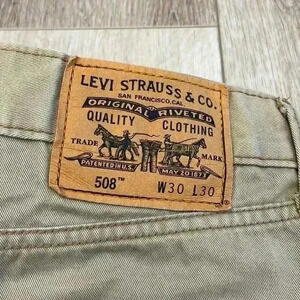 LEVI STRAUSS & CO.
SAN FRANCISCO, CAL.
ORIGINAL RIVETED
QUALITY CLOTHING
TRADE MARK
PATENTED IN U.S. MAY 20 1873
508™ W30 L30